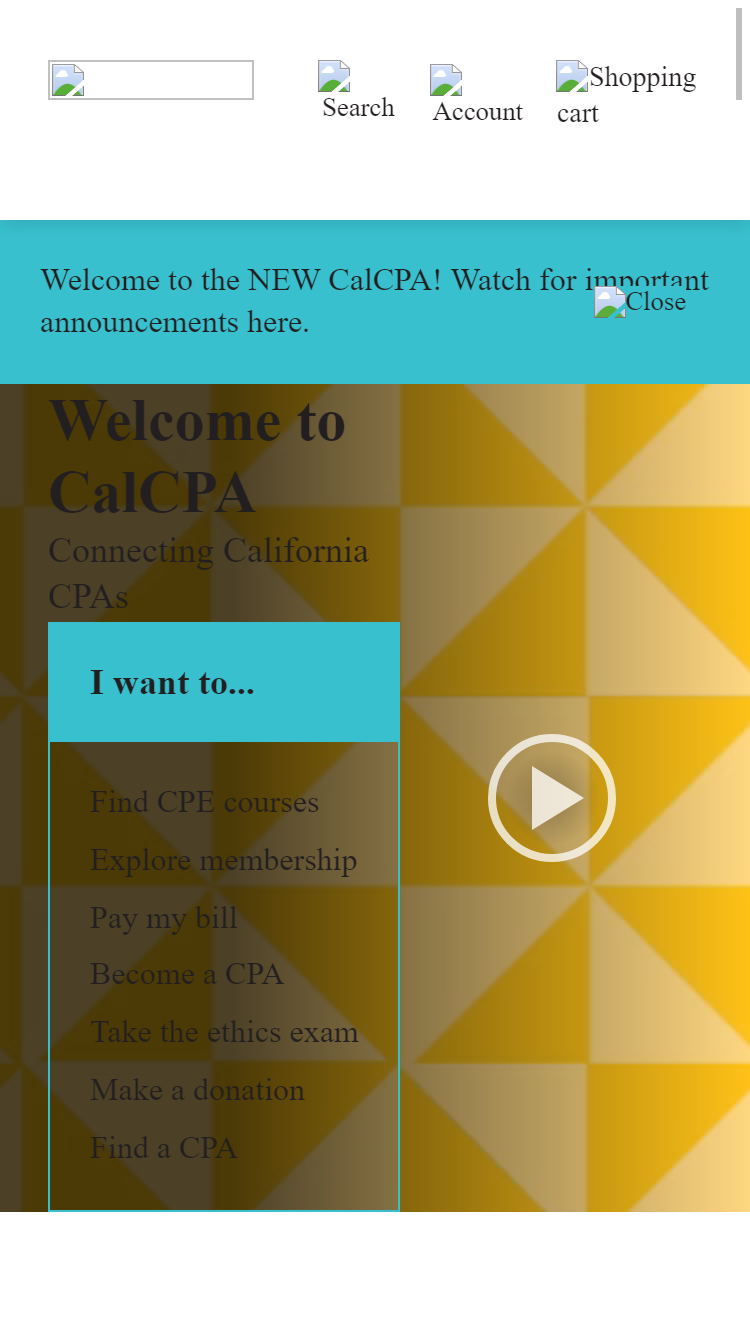 Search
Account
Shopping
cart
Welcome to the NEW CalCPA! Watch for important
announcements here.
Close
Welcome to
CalCPA
Connecting California
CPAs
I want to...
Find CPE courses
Explore membership
Pay my bill
Become a CPA
Take the ethics exam
Make a donation
Find a CPA